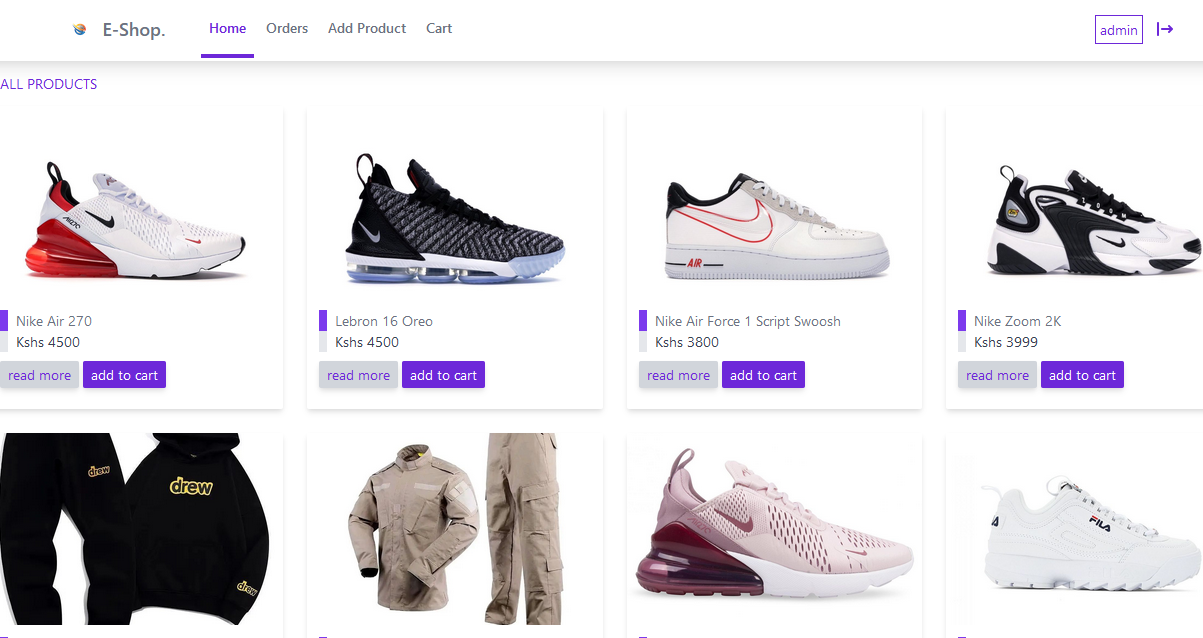 E-Shop. Home Orders Add Product Cart admin
ALL PRODUCTS
AIR
Nike Air 270
Kshs 4500
read more add to cart
Lebron 16 Oreo
Kshs 4500
read more add to cart
Nike Air Force 1 Script Swoosh
Kshs 3800
read more add to cart
Nike Zoom 2K
Kshs 3999
read more add to cart
drew
drew
drew
FILA